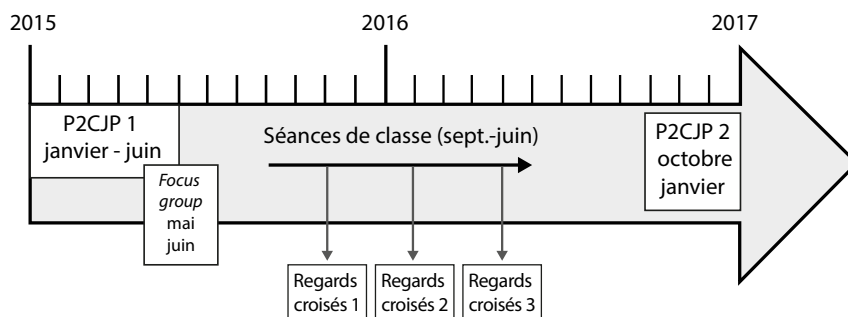 2015
2016
2017
P2CJP 1
janvier - juin
Séances de classe (sept.-juin)
P2CJP 2
octobre
janvier
Focus
group
mai
juin
Regards
croisés 1
Regards
croisés 2
Regards
croisés 3